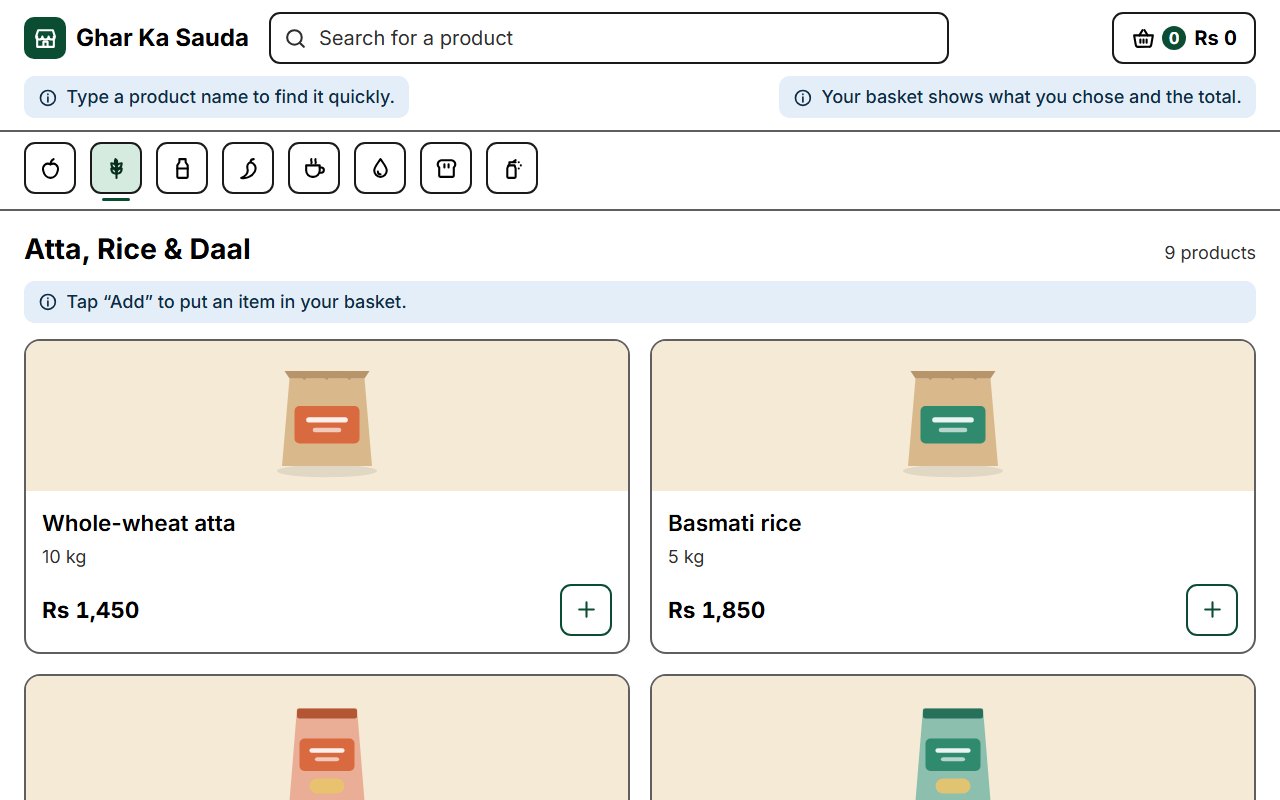 Ghar Ka Sauda
Search for a product
0 Rs 0
Type a product name to find it quickly.
Your basket shows what you chose and the total.
Atta, Rice & Daal
9 products
Tap “Add” to put an item in your basket.
Whole-wheat atta
10 kg
Rs 1,450
Basmati rice
5 kg
Rs 1,850